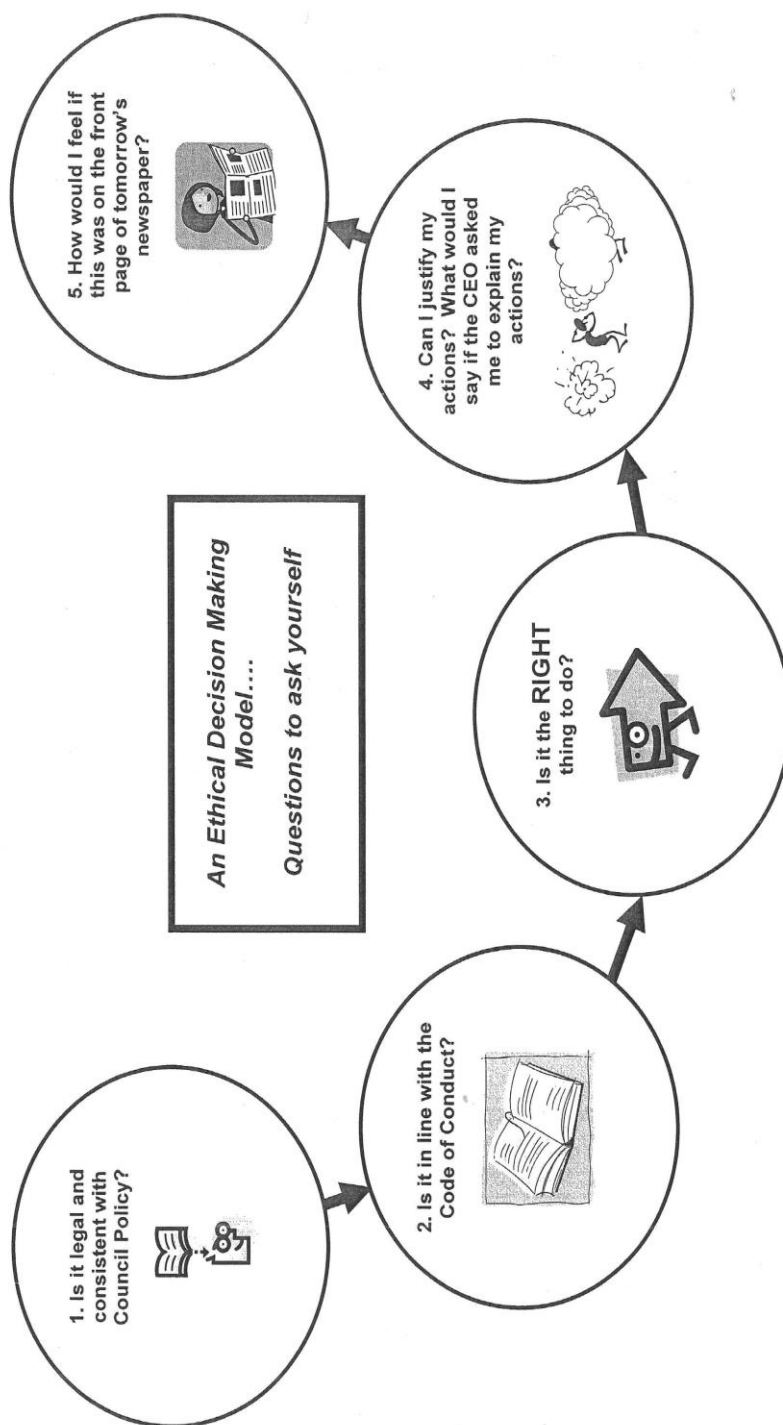 An Ethical Decision Making
Model....
Questions to ask yourself
1. Is it legal and
consistent with
Council Policy?
2. Is it in line with the
Code of Conduct?
3. Is it the RIGHT
thing to do?
4. Can I justify my
actions? What would I
say if the CEO asked
me to explain my
actions?
5. How would I feel if
this was on the front
page of tomorrow's
newspaper?